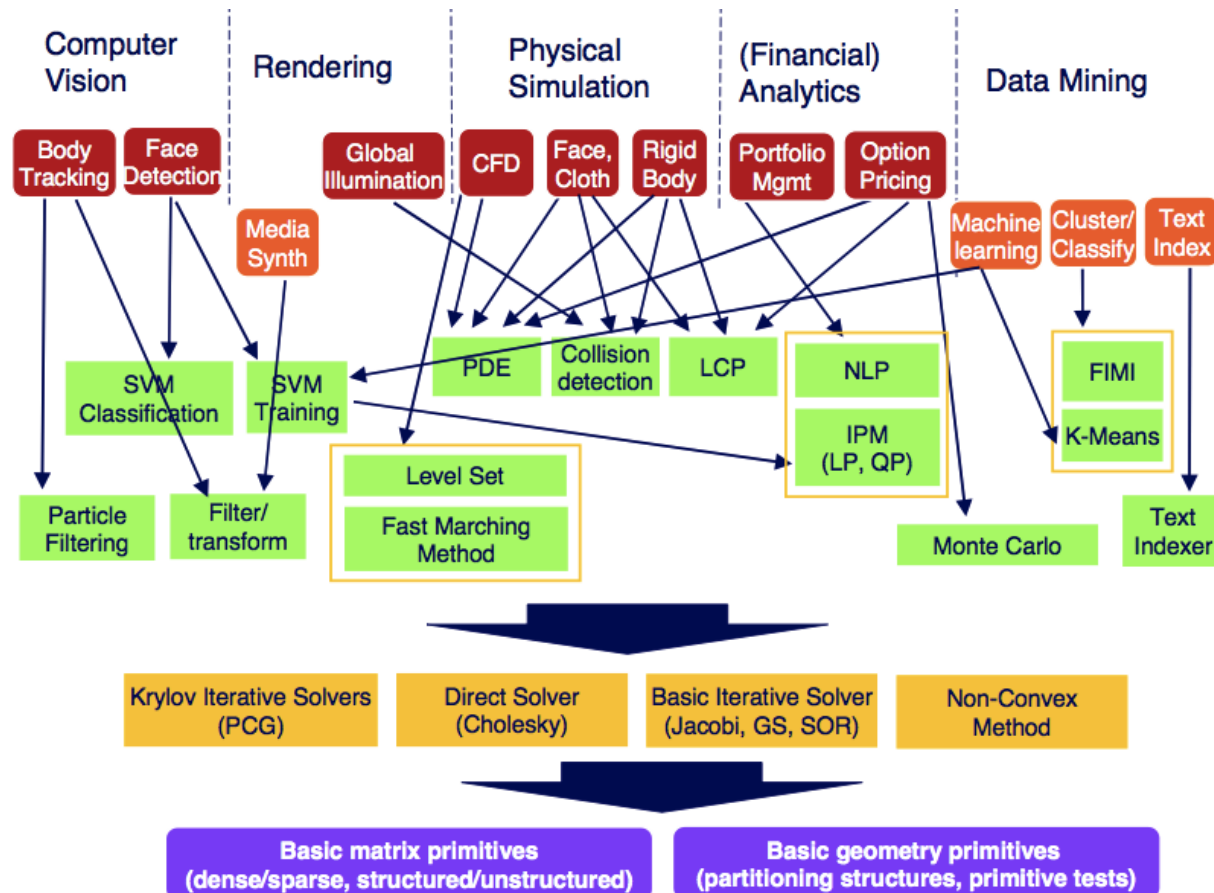 Computer
Vision
Rendering
Physical
Simulation
(Financial)
Analytics
Data Mining
Body
Tracking
Face
Detection
Global
Illumination
CFD
Face,
Cloth
Rigid
Body
Portfolio
Mgmt
Option
Pricing
Media
Synth
Machine
learning
Cluster/
Classify
Text
Index
PDE
Collision
detection
LCP
NLP
FIMI
SVM
Classification
SVM
Training
IPM
(LP, QP)
K-Means
Level Set
Fast Marching
Method
Particle
Filtering
Filter/
transform
Monte Carlo
Text
Indexer
Krylov Iterative Solvers
(PCG)
Direct Solver
(Cholesky)
Basic Iterative Solver
(Jacobi, GS, SOR)
Non-Convex
Method
Basic matrix primitives
(dense/sparse, structured/unstructured)
Basic geometry primitives
(partitioning structures, primitive tests)